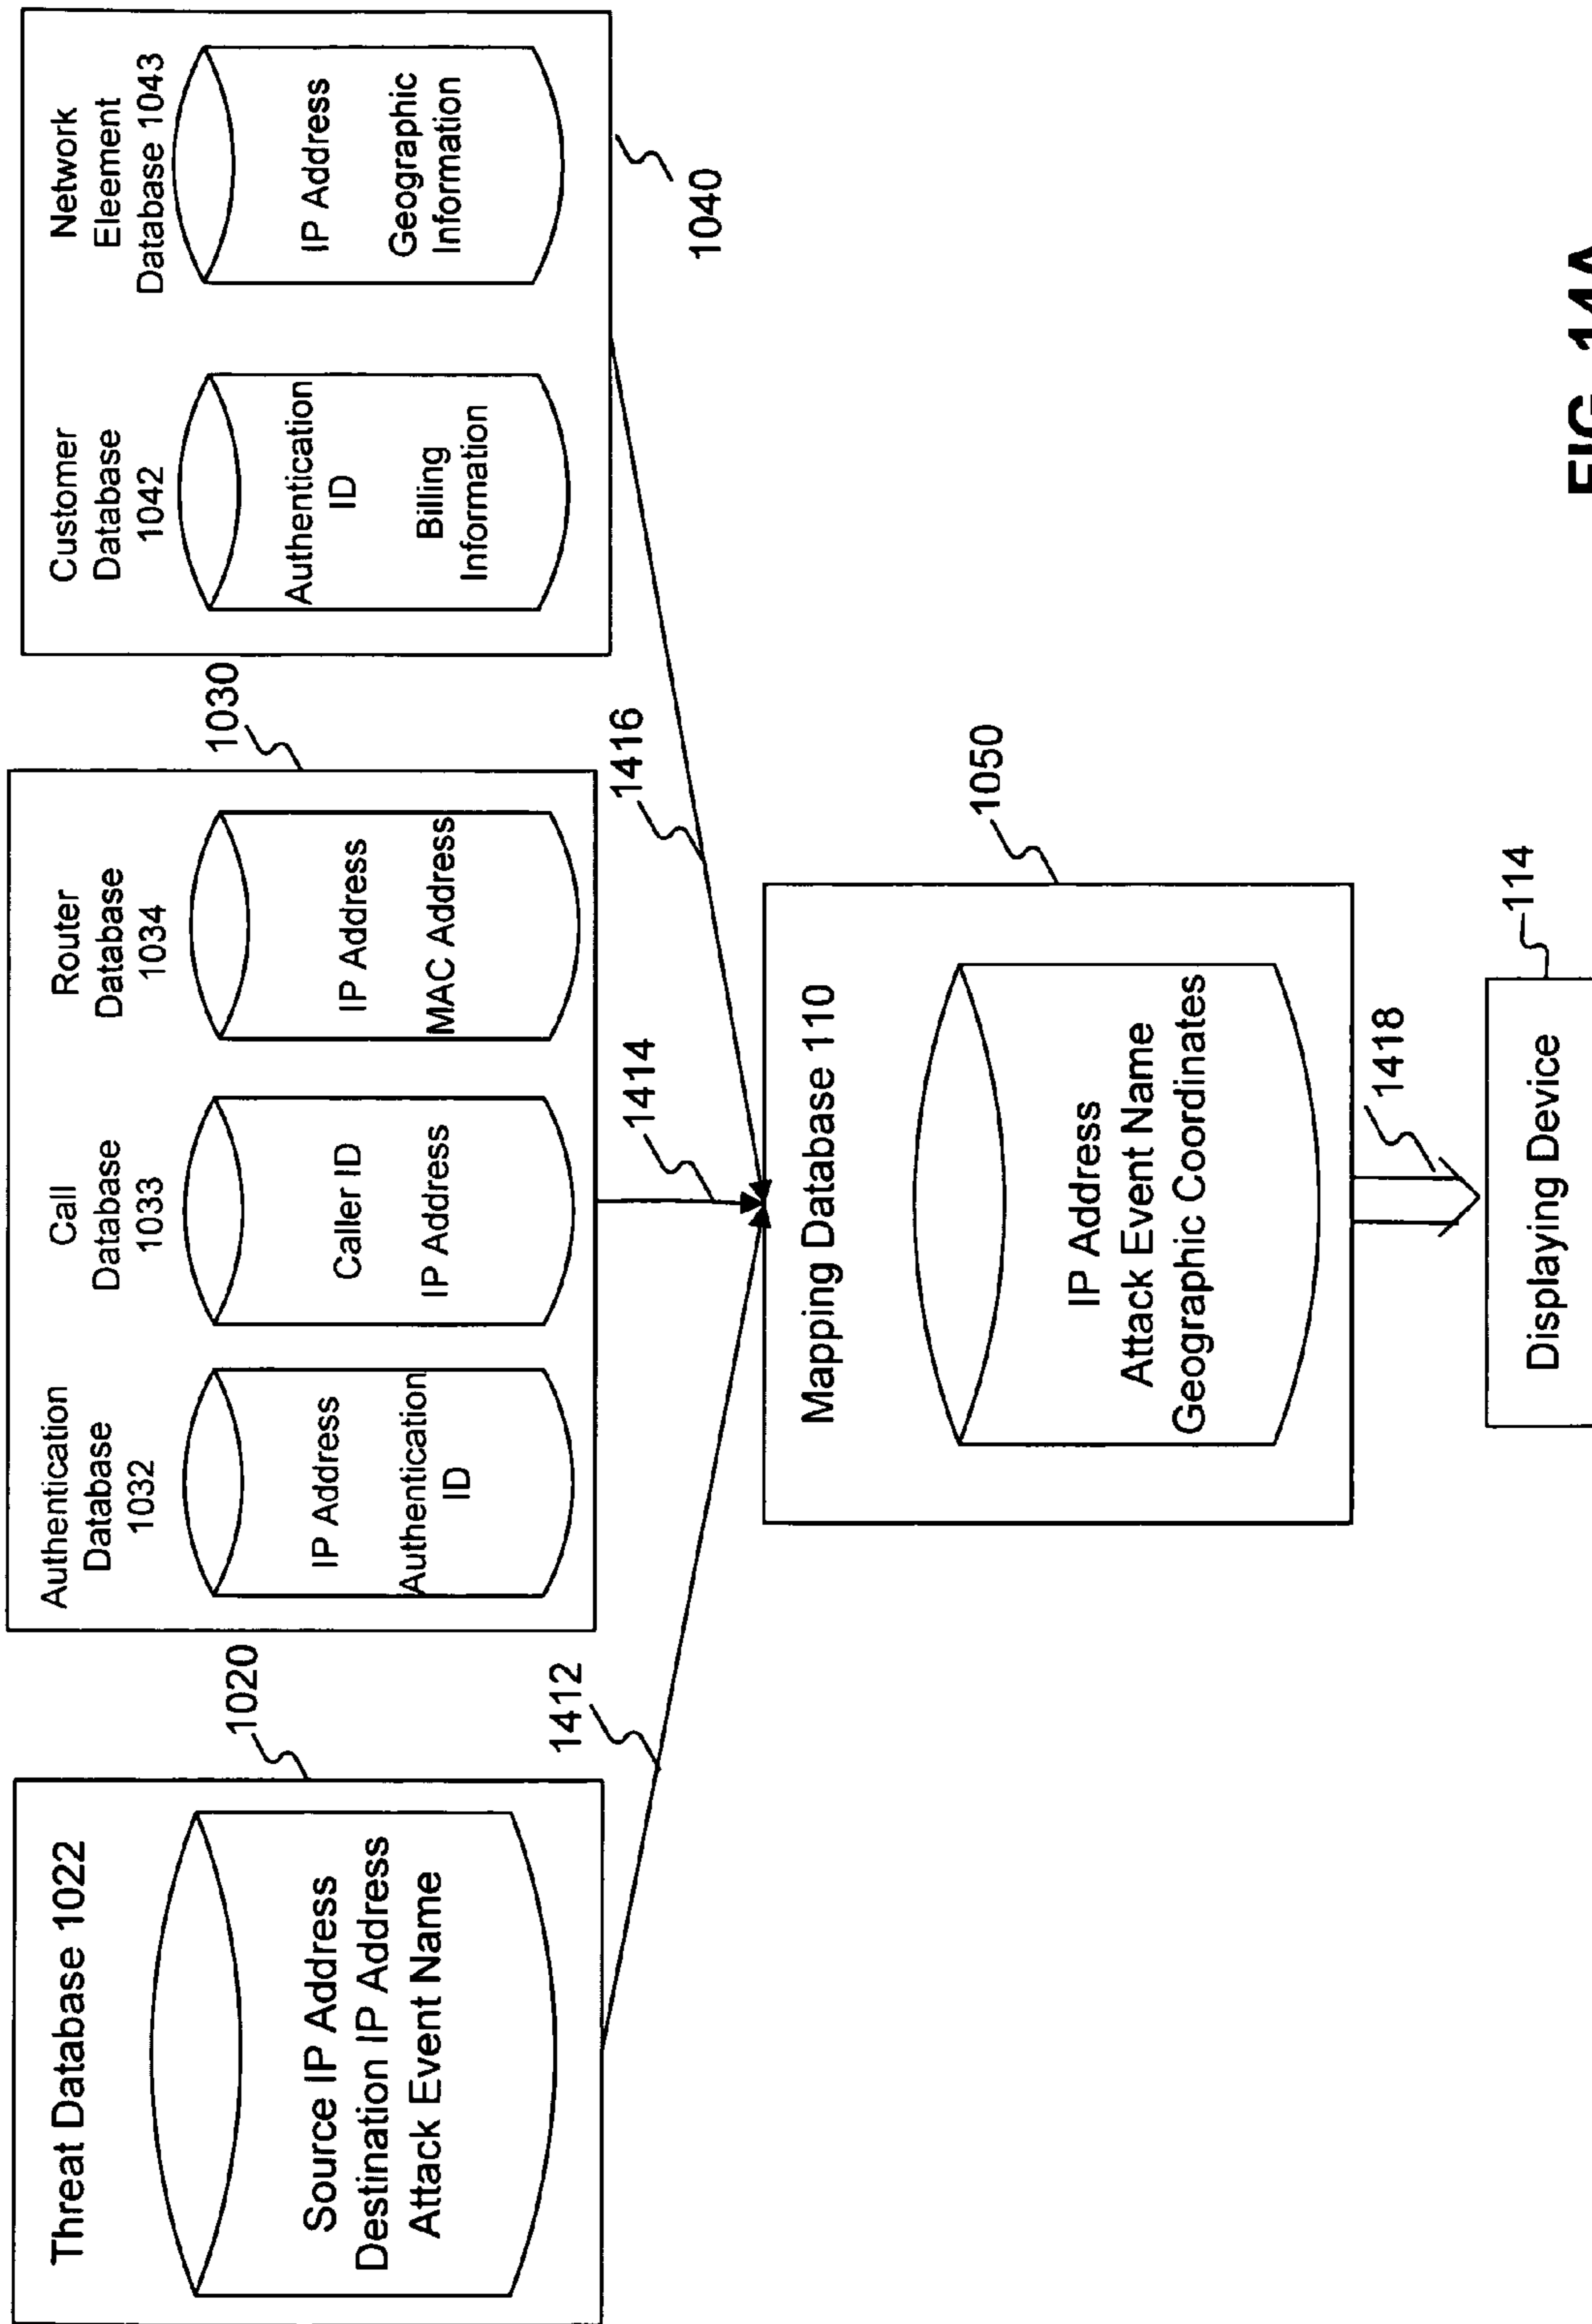 Threat Database 1022
Source IP Address
Destination IP Address
Attack Event Name
1020
Authentication
Database
1032
IP Address
Authentication
ID
Call
Database
1033
Caller ID
IP Address
Router
Database
1034
IP Address
MAC Address
1030
Customer
Database
1042
Authentication
ID
Billing
Information
Network
Eleement
Database 1043
IP Address
Geographic
Information
1040
1412
1414
1416
Mapping Database 110
IP Address
Attack Event Name
Geographic Coordinates
1050
1418
Displaying Device
114
FIG. 14A